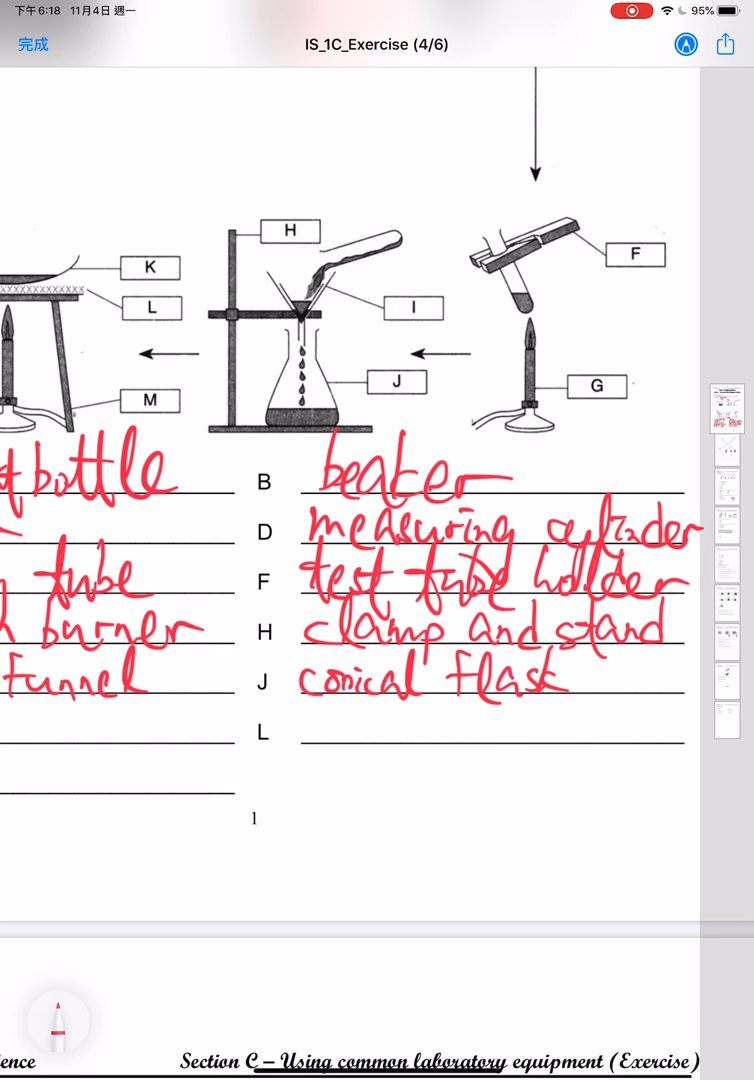 下午6:18 11月4日 週一
95%
完成
IS_1C_Exercise (4/6)
H
F
K
L
I
J
G
M
bottle B beaker
D measuring cylinder
tube F test tube holder
burner H clamp and stand
funnel J conical flask
L
1
ence Section C – Using common laboratory equipment (Exercise)